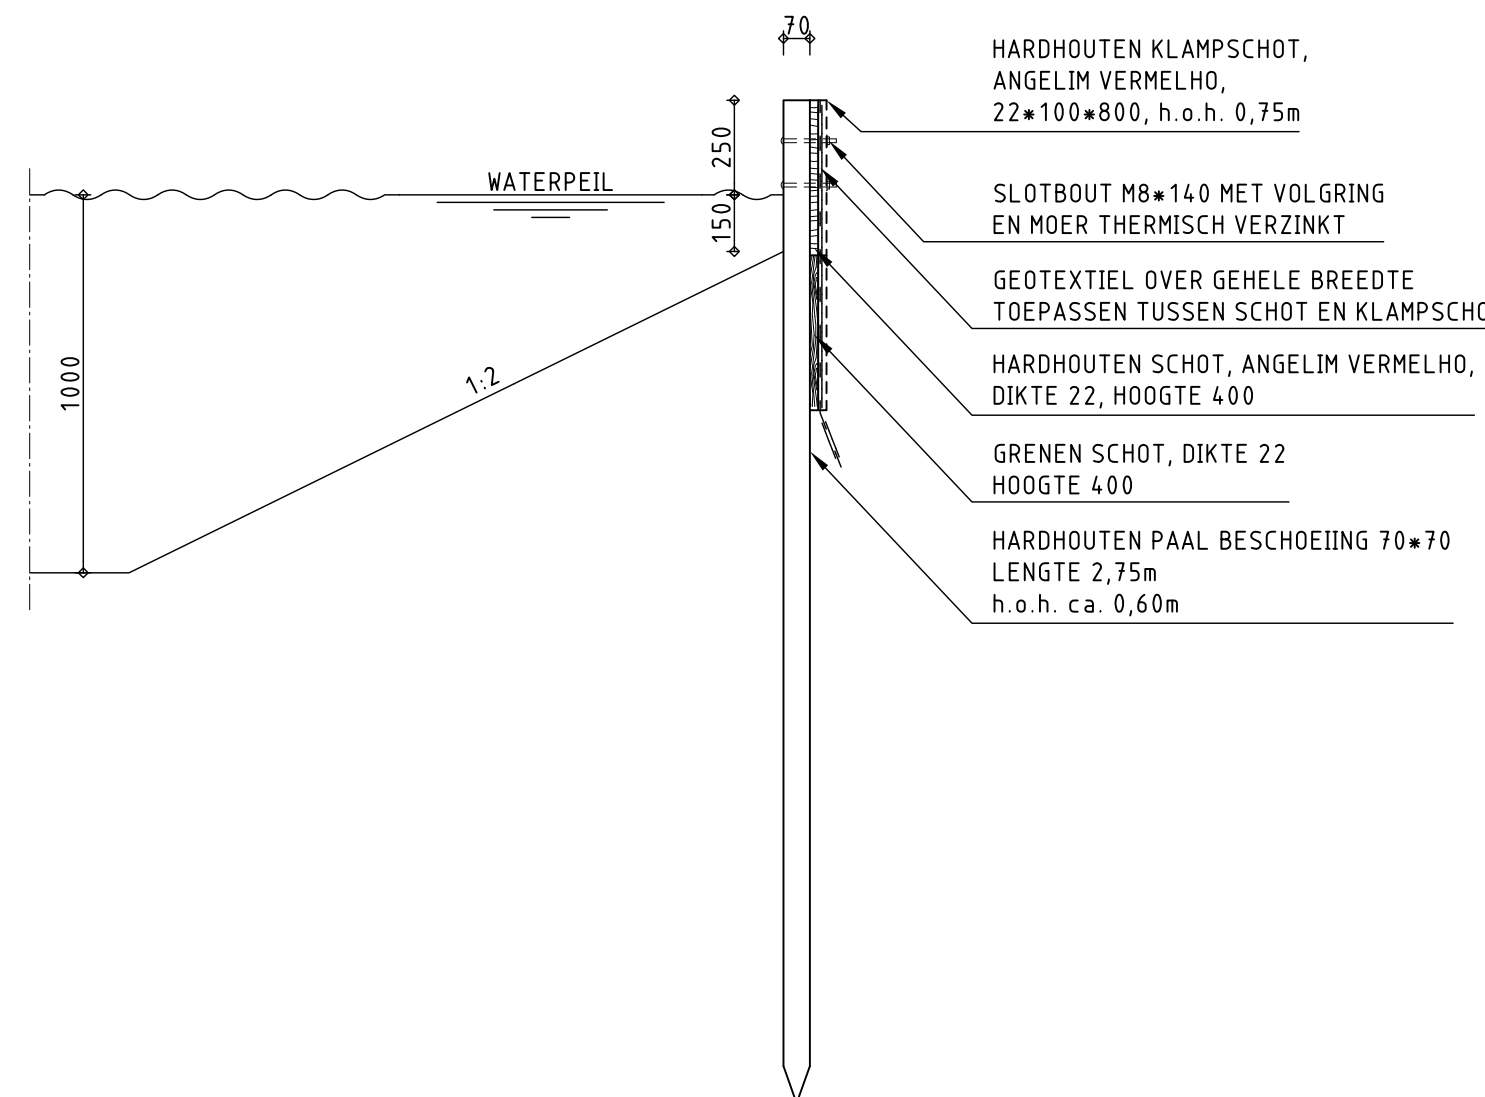 70
HARDHOUTEN KLAMPSCHOT,
ANGELIM VERMELHO,
22*100*800, h.o.h. 0,75m
250
WATERPEIL
150
SLOTBOUT M8*140 MET VOLGRING
EN MOER THERMISCH VERZINKT
GEOTEXTIEL OVER GEHELE BREEDTE
TOEPASSEN TUSSEN SCHOT EN KLAMPSCHO
1000
1:2
HARDHOUTEN SCHOT, ANGELIM VERMELHO,
DIKTE 22, HOOGTE 400
GRENEN SCHOT, DIKTE 22
HOOGTE 400
HARDHOUTEN PAAL BESCHOEIING 70*70
LENGTE 2,75m
h.o.h. ca. 0,60m